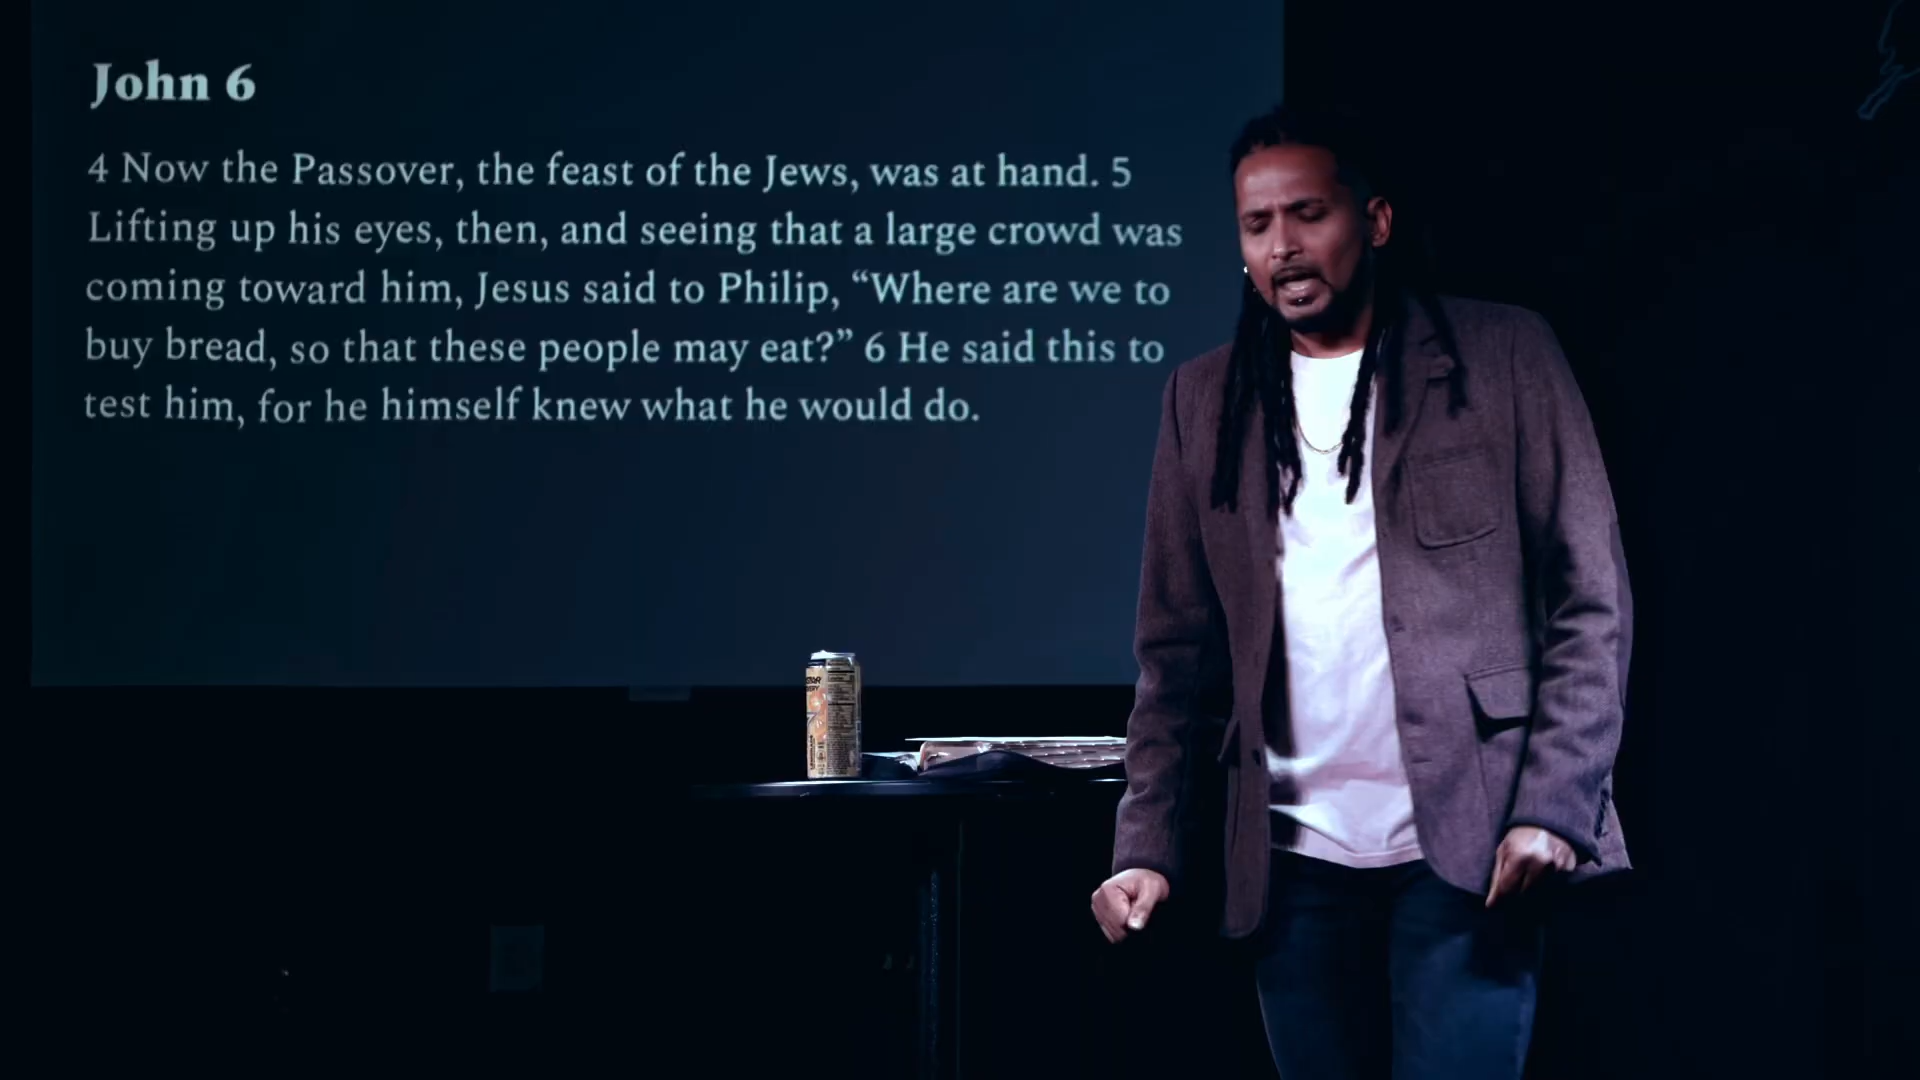 John 6
4 Now the Passover, the feast of the Jews, was at hand. 5
Lifting up his eyes, then, and seeing that a large crowd was
coming toward him, Jesus said to Philip, “Where are we to
buy bread, so that these people may eat?” 6 He said this to
test him, for he himself knew what he would do.